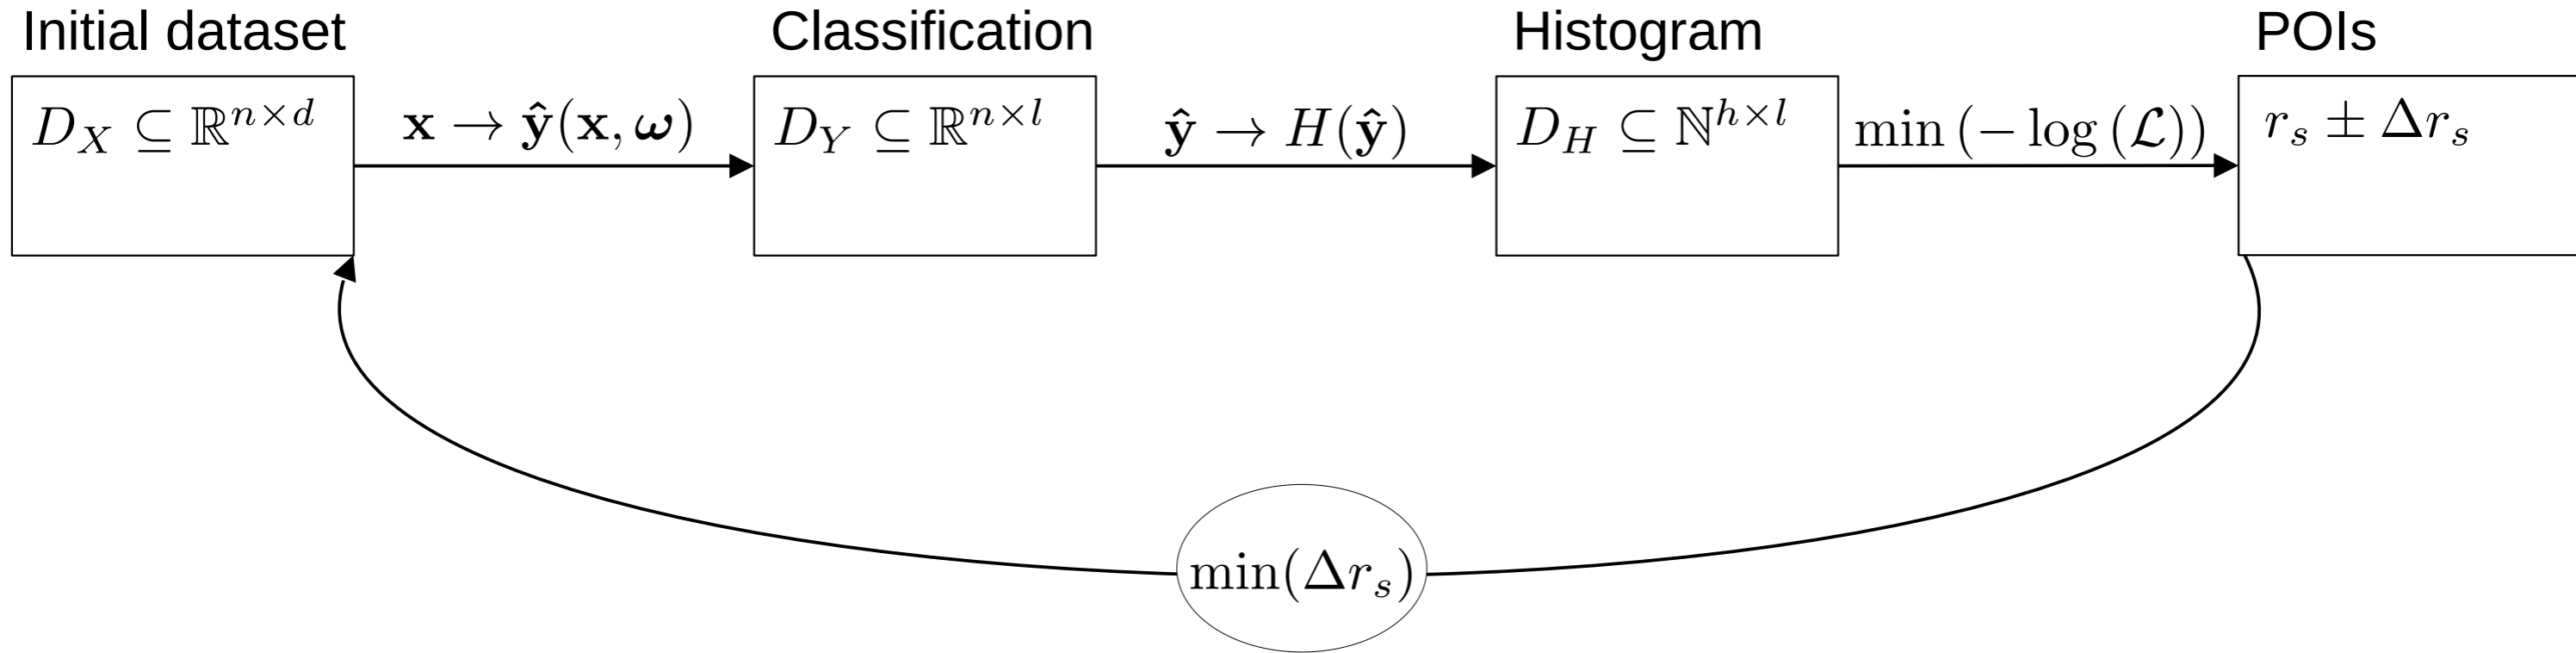 Initial dataset
Classification
Histogram
POIs
D_X ⊆ ℝ^{n×d}
x → ŷ(x, ω)
D_Y ⊆ ℝ^{n×l}
ŷ → H(ŷ)
D_H ⊆ ℕ^{h×l}
min (− log (ℒ))
r_s ± Δr_s
min(Δr_s)